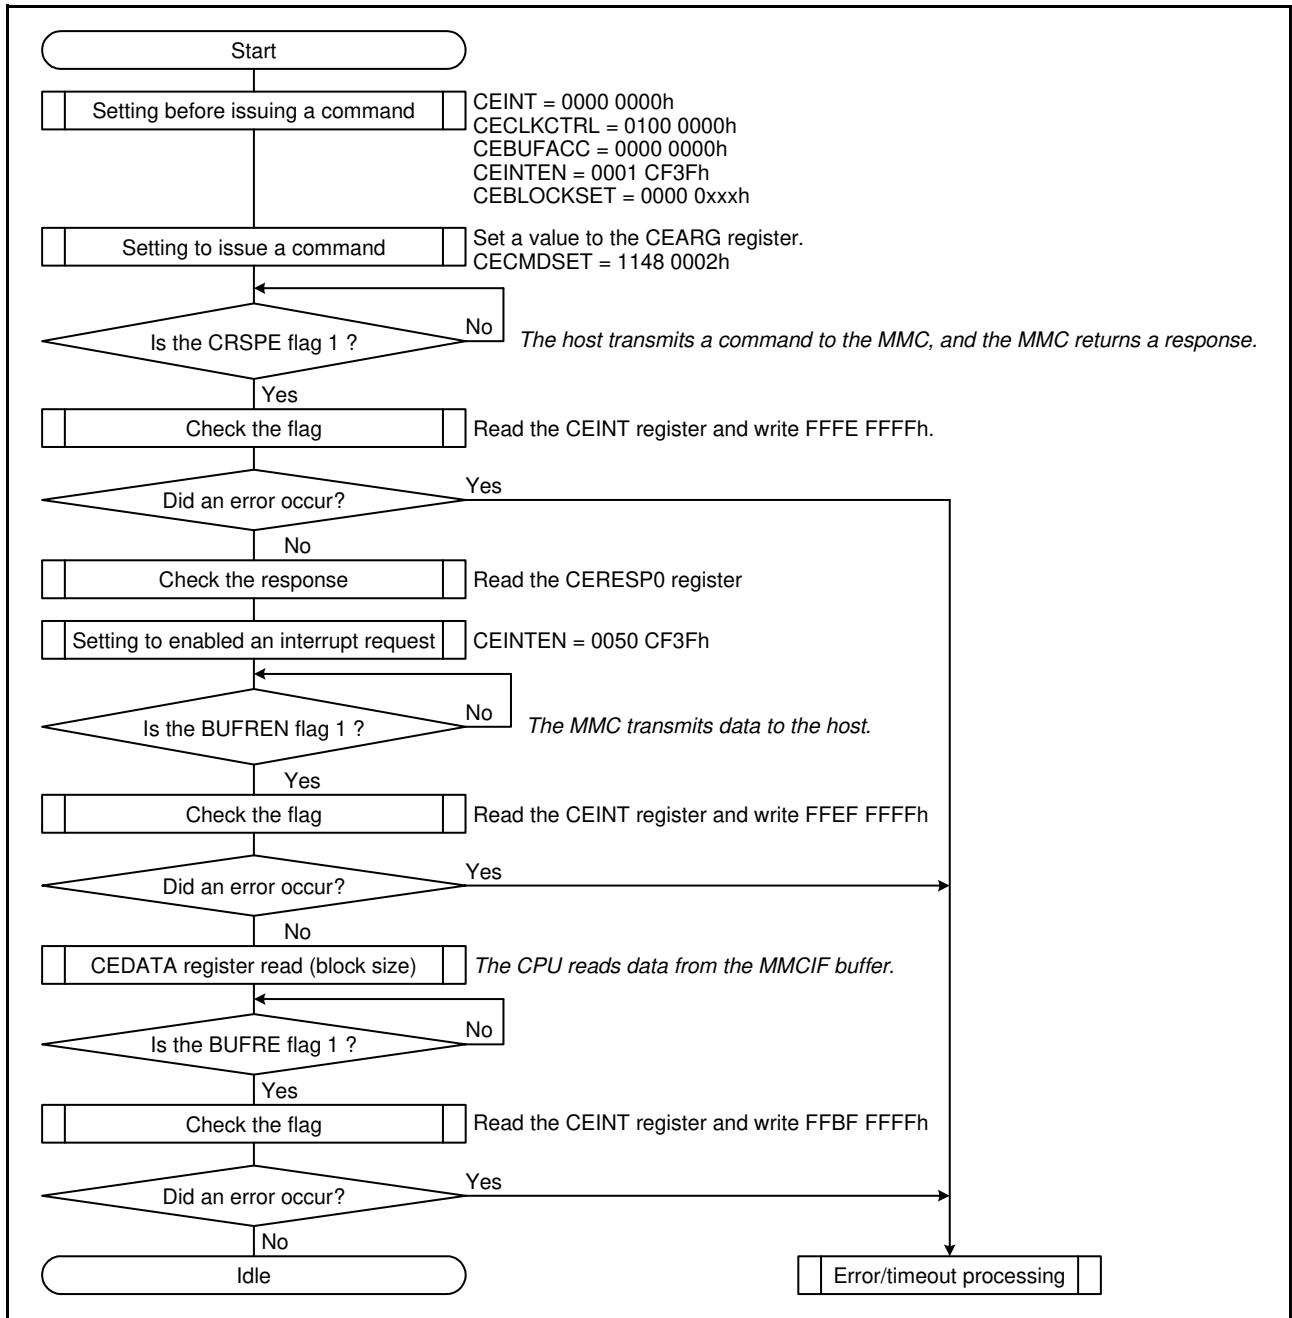 Start
Setting before issuing a command
CEINT = 0000 0000h
CECLKCTRL = 0100 0000h
CEBUFACC = 0000 0000h
CEINTEN = 0001 CF3Fh
CEBLOCKSET = 0000 0xxxh
Setting to issue a command
Set a value to the CEARG register.
CECMDSET = 1148 0002h
Is the CRSPE flag 1 ?
No
The host transmits a command to the MMC, and the MMC returns a response.
Yes
Check the flag
Read the CEINT register and write FFFE FFFFh.
Did an error occur?
Yes
No
Check the response
Read the CERESP0 register
Setting to enabled an interrupt request
CEINTEN = 0050 CF3Fh
Is the BUFREN flag 1 ?
No
The MMC transmits data to the host.
Yes
Check the flag
Read the CEINT register and write FFEF FFFFh
Did an error occur?
Yes
No
CEDATA register read (block size)
The CPU reads data from the MMCIF buffer.
Is the BUFRE flag 1 ?
No
Yes
Check the flag
Read the CEINT register and write FFBF FFFFh
Did an error occur?
Yes
No
Idle
Error/timeout processing